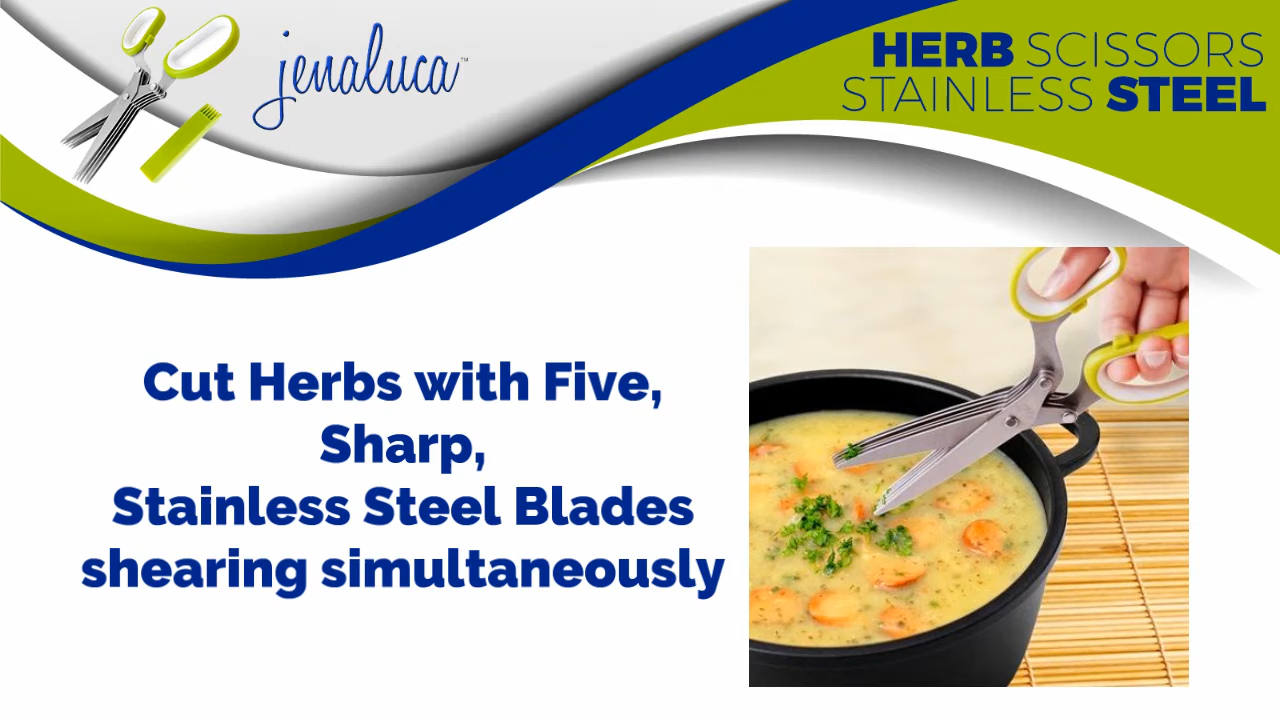 jenaluca™
HERB SCISSORS
STAINLESS STEEL
Cut Herbs with Five,
Sharp,
Stainless Steel Blades
shearing simultaneously